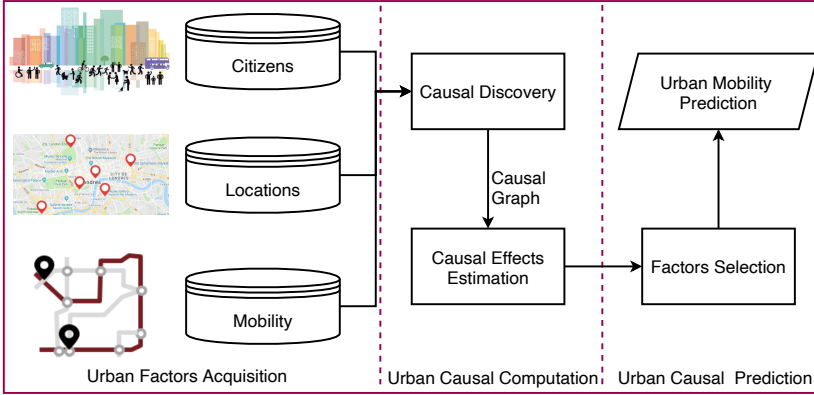 Citizens
Locations
Mobility
Urban Factors Acquisition
Causal Discovery
Causal
Graph
Causal Effects
Estimation
Urban Causal Computation
Urban Mobility
Prediction
Factors Selection
Urban Causal Prediction